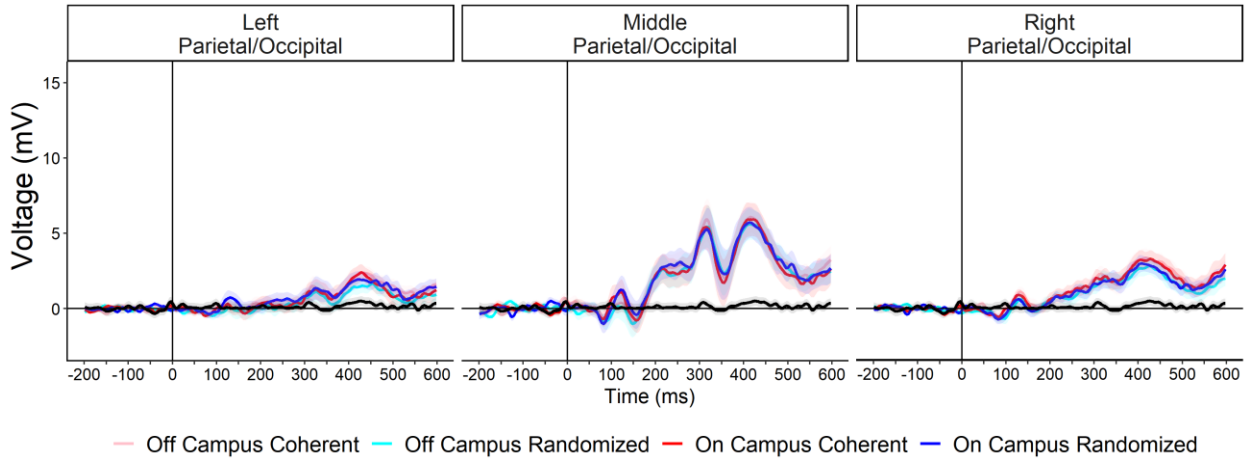 Left
Parietal/Occipital
Middle
Parietal/Occipital
Right
Parietal/Occipital
Voltage (mV)
15
10
5
0
-200 -100 0 100 200 300 400 500 600
-200 -100 0 100 200 300 400 500 600
-200 -100 0 100 200 300 400 500 600
Time (ms)
Off Campus Coherent Off Campus Randomized On Campus Coherent On Campus Randomized